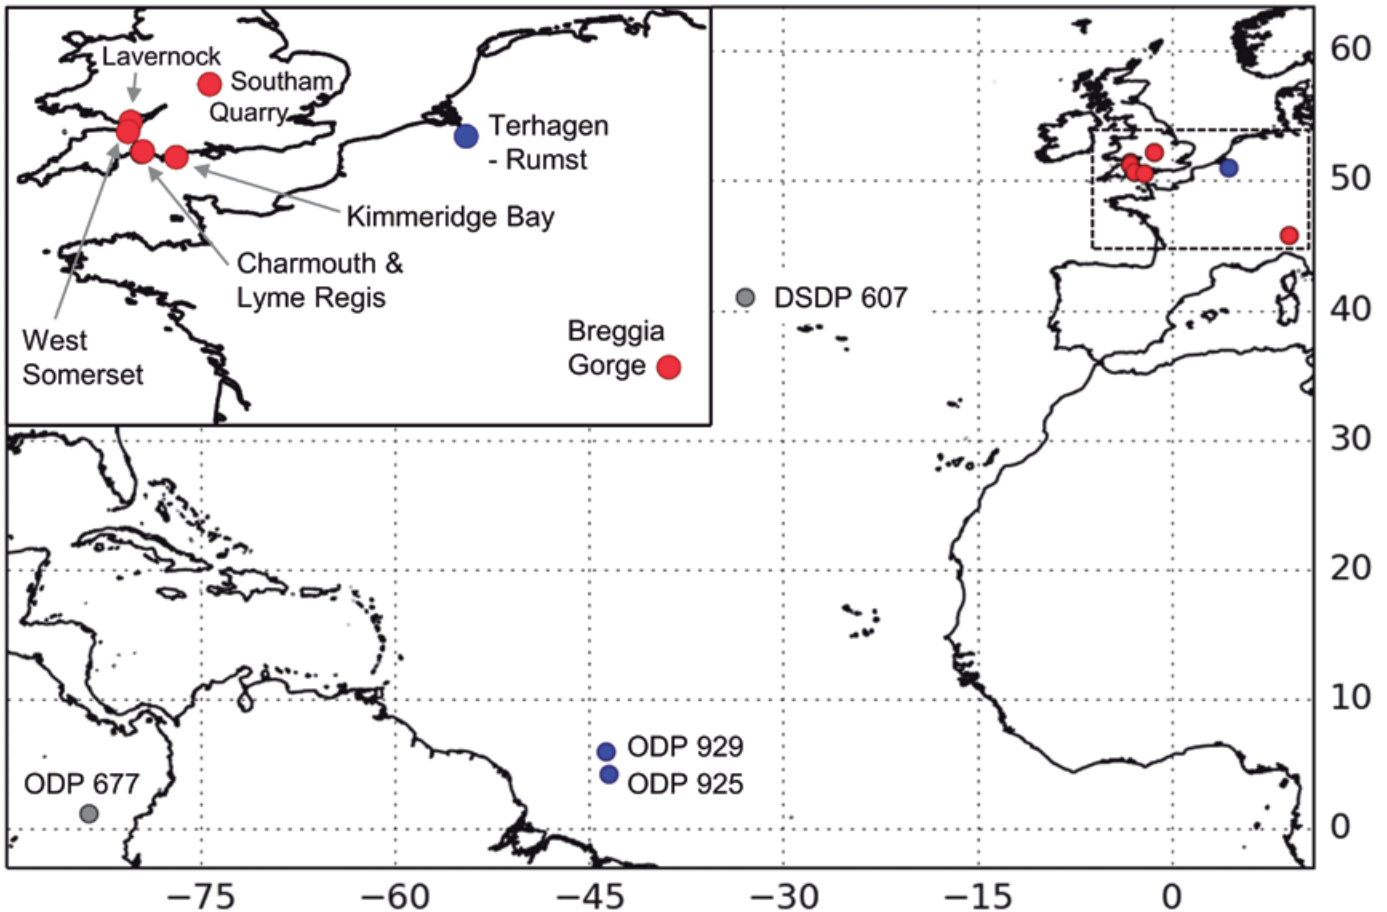 Lavernock
Southam
Quarry
Terhagen
- Rumst
Kimmeridge Bay
Charmouth &
Lyme Regis
West
Somerset
Breggia
Gorge
DSDP 607
ODP 929
ODP 925
ODP 677
60
50
40
30
20
10
0
−75
−60
−45
−30
−15
0